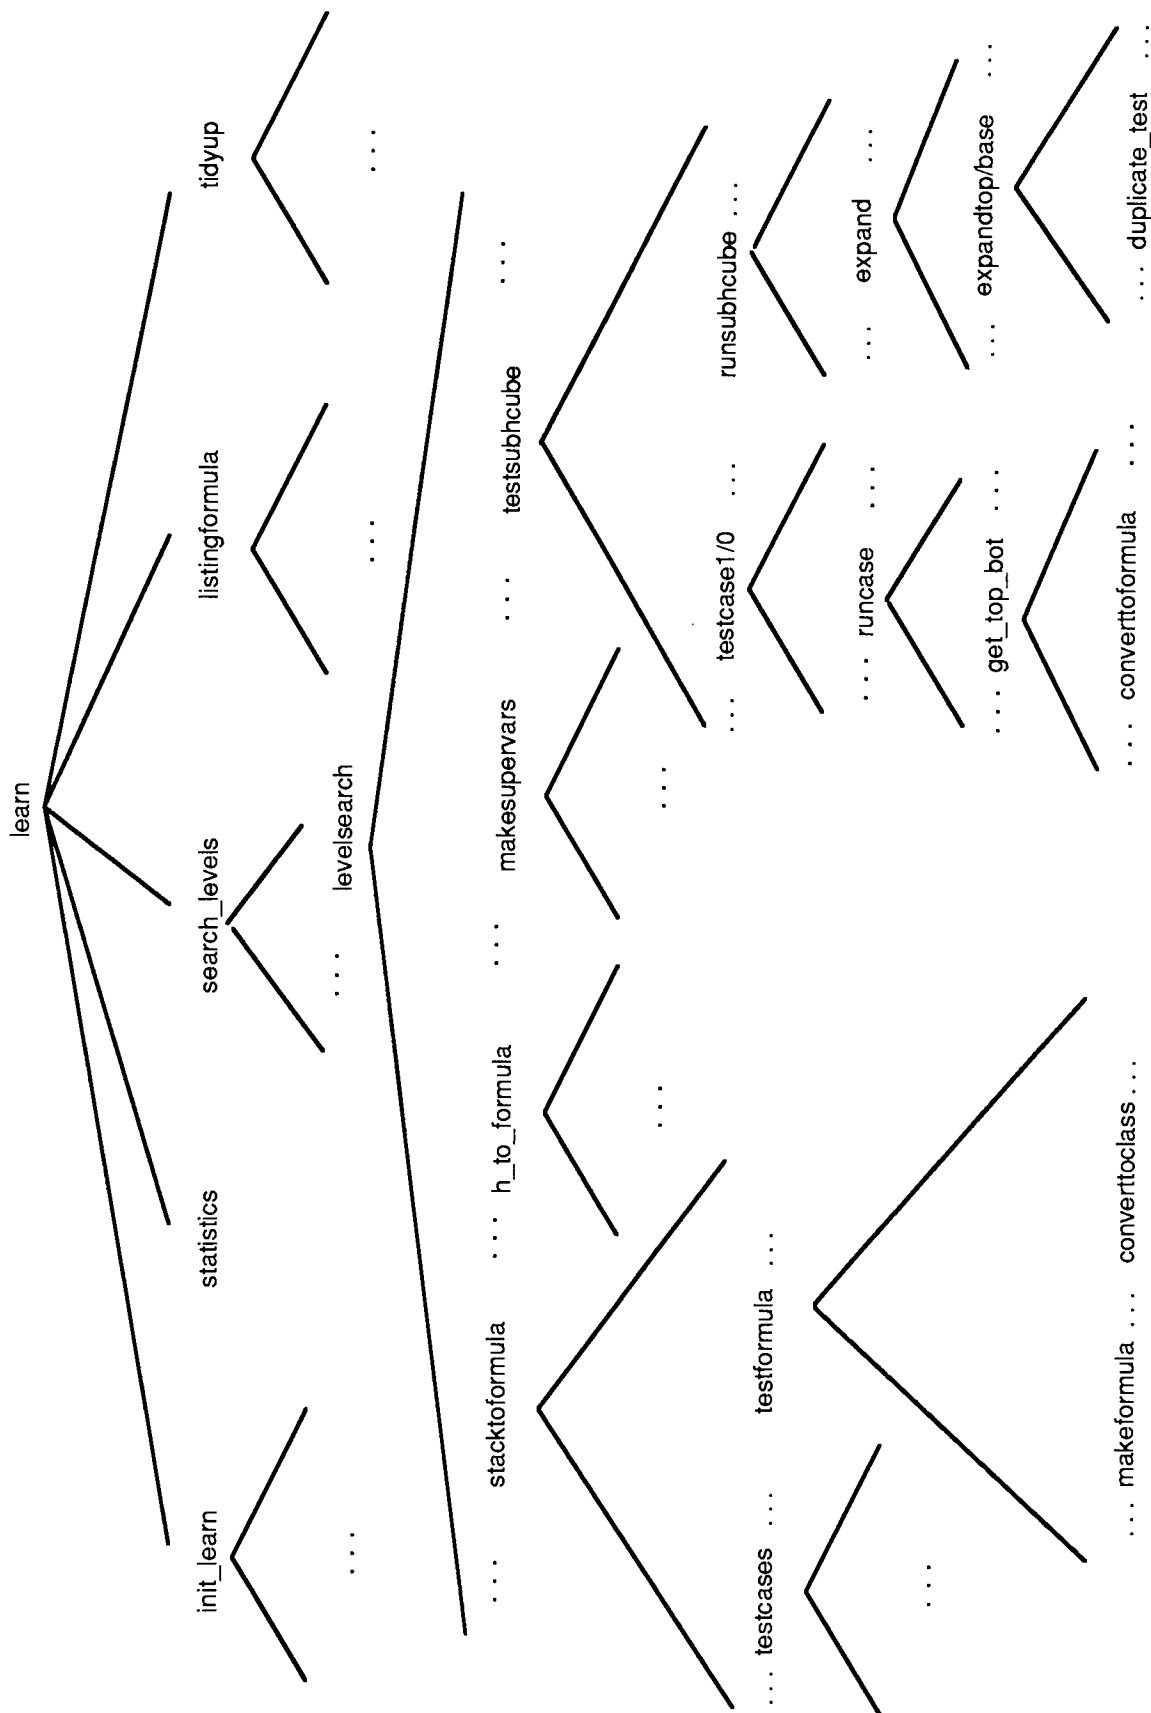 learn
init_learn statistics search_levels listingformula tidyup
. . . . . . levelsearch . . . . . .
. . . stacktoformula . . . h_to_formula . . . makesupervars . . . testsubhcube . . .
. . . . . .
. . . testcase1/0 . . . runsubhcube . . .
. . . testcases . . . testformula . . .
. . . runcase . . . . . . expand . . .
. . .
. . . get_top_bot . . . . . . expandtop/base . . .
. . . makeformula . . . converttoclass . . . . . . converttoformula . . . . . . duplicate_test . . .